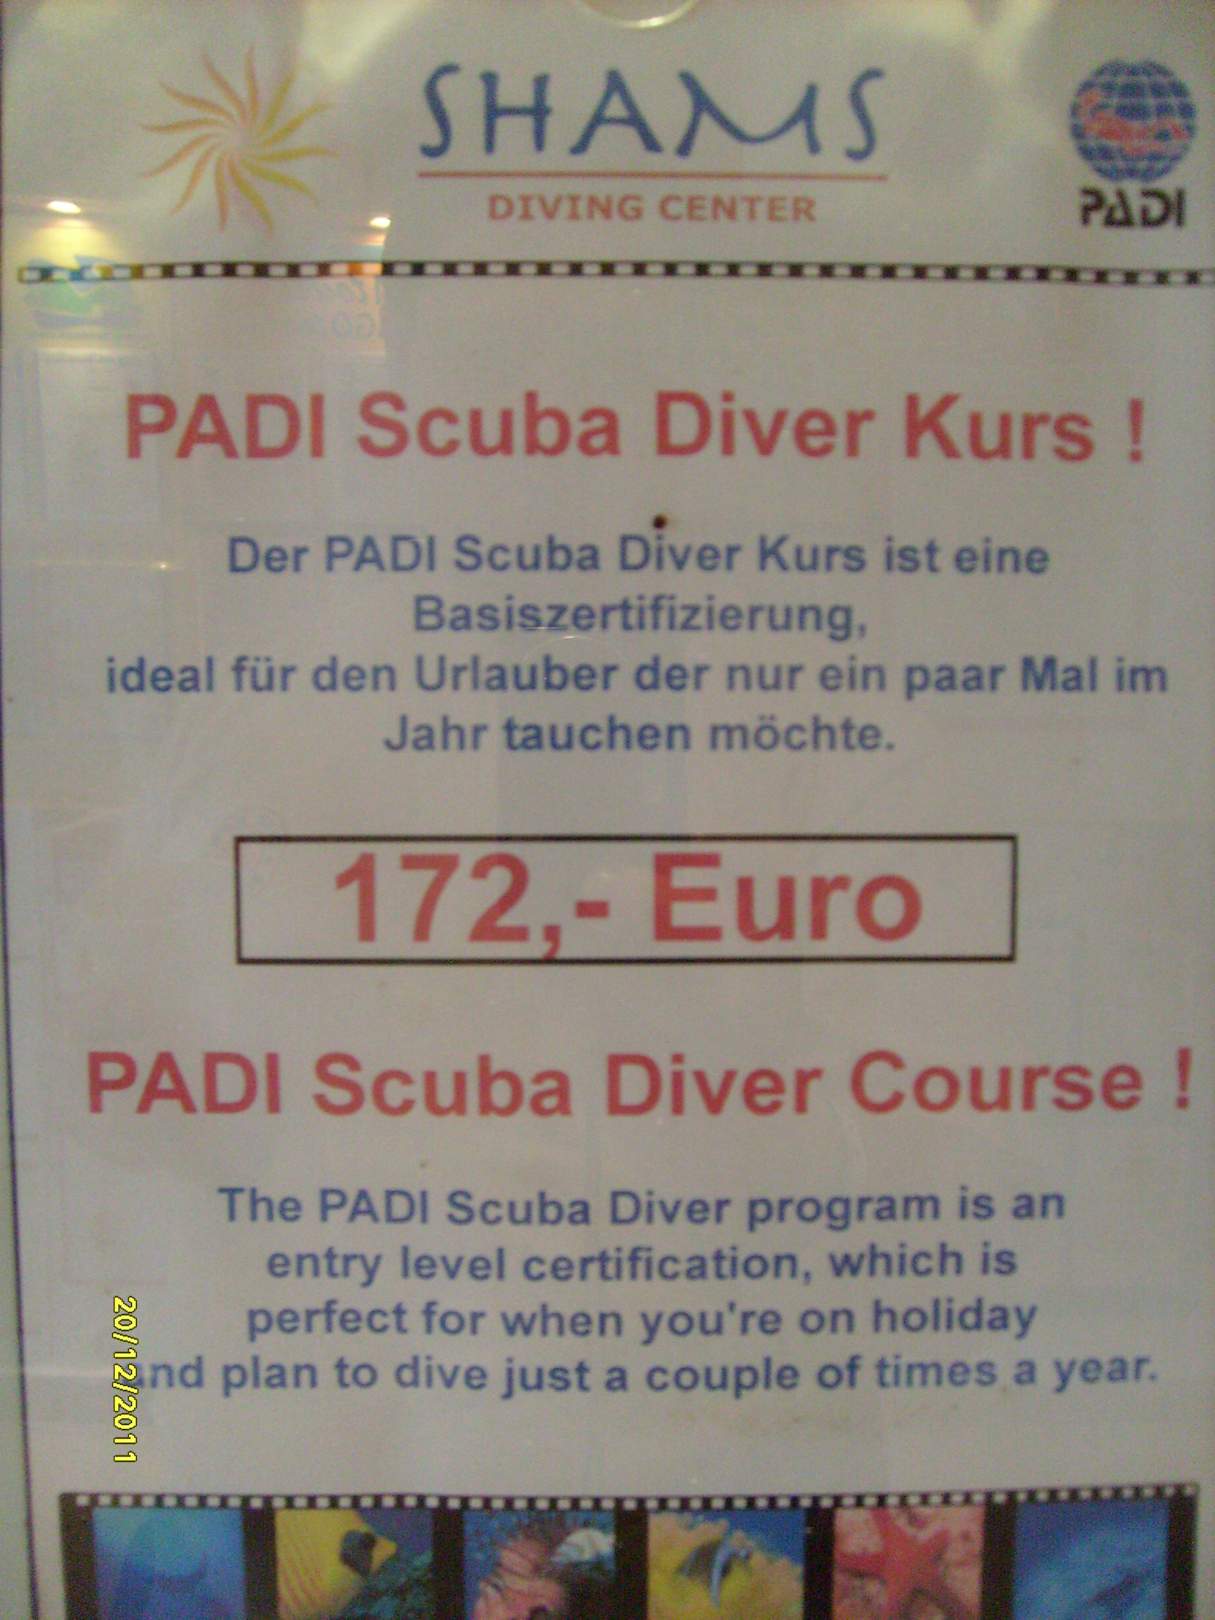 SHAMS
DIVING CENTER
PADI
PADI Scuba Diver Kurs !
Der PADI Scuba Diver Kurs ist eine
Basiszertifizierung,
ideal für den Urlauber der nur ein paar Mal im
Jahr tauchen möchte.
172,- Euro
PADI Scuba Diver Course !
The PADI Scuba Diver program is an
entry level certification, which is
perfect for when you're on holiday
and plan to dive just a couple of times a year.
20/12/2011